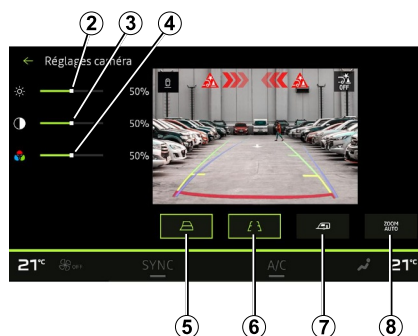 2
3
4
← Réglages caméra
OFF
50%
50%
50%
ZOOM AUTO
21°C
OFF
SYNC
A/C
21°C
5
6
7
8